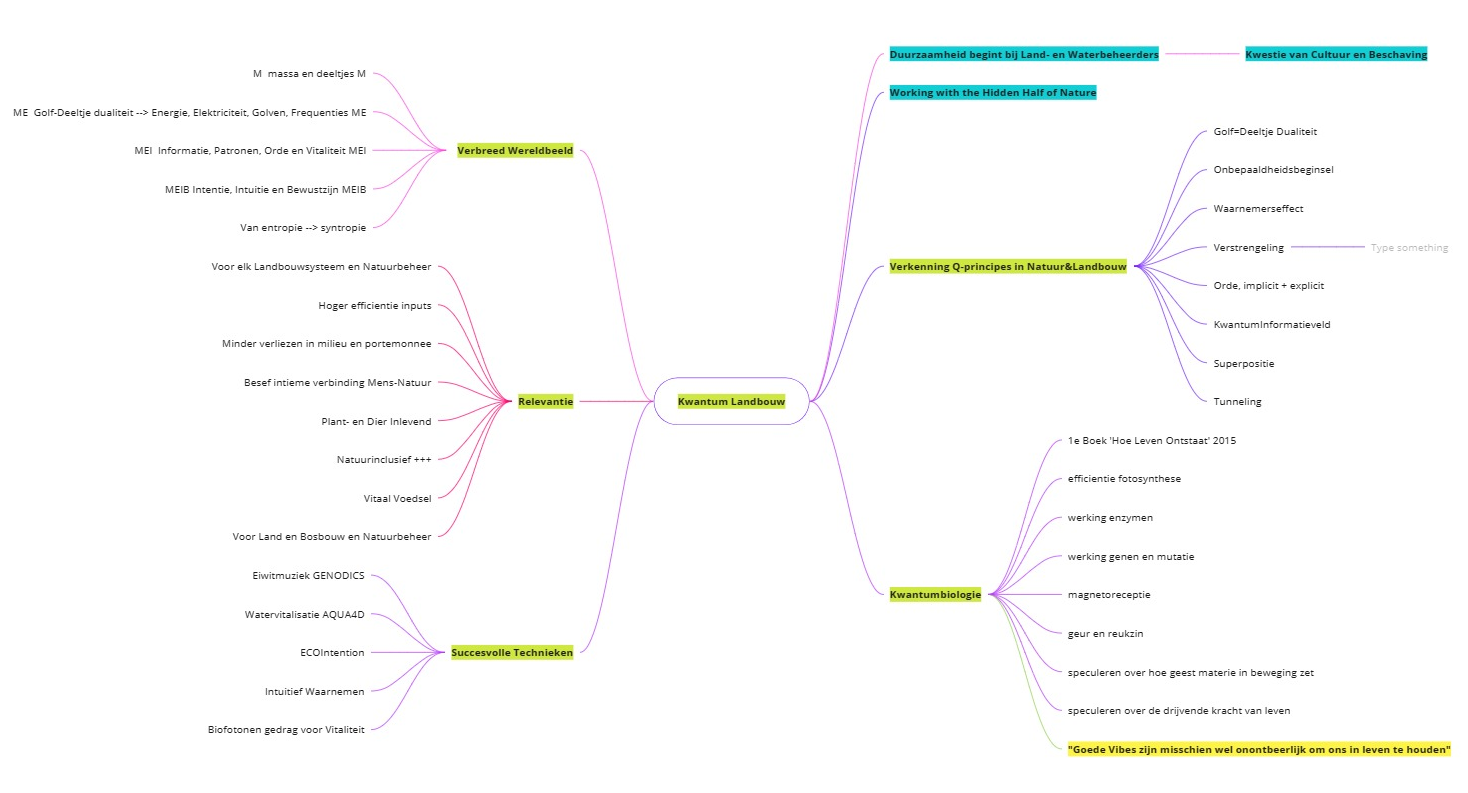 Kwantum Landbouw
Verbreed Wereldbeeld
M  massa en deeltjes M
ME  Golf-Deeltje dualiteit --> Energie, Elektriciteit, Golven, Frequenties ME
MEI  Informatie, Patronen, Orde en Vitaliteit MEI
MEIB Intentie, Intuitie en Bewustzijn MEIB
Van entropie --> syntropie
Relevantie
Voor elk Landbouwsysteem en Natuurbeheer
Hoger efficientie inputs
Minder verliezen in milieu en portemonnee
Besef intieme verbinding Mens-Natuur
Plant- en Dier Inlevend
Natuurinclusief +++
Vitaal Voedsel
Voor Land en Bosbouw en Natuurbeheer
Succesvolle Technieken
Eiwitmuziek GENODICS
Watervitalisatie AQUA4D
ECOIntention
Intuitief Waarnemen
Biofotonen gedrag voor Vitaliteit
Duurzaamheid begint bij Land- en Waterbeheerders
Kwestie van Cultuur en Beschaving
Working with the Hidden Half of Nature
Verkenning Q-principes in Natuur&Landbouw
Golf=Deeltje Dualiteit
Onbepaaldheidsbeginsel
Waarnemerseffect
Verstrengeling
Type something
Orde, implicit + explicit
KwantumInformatieveld
Superpositie
Tunneling
Kwantumbiologie
1e Boek 'Hoe Leven Ontstaat' 2015
efficientie fotosynthese
werking enzymen
werking genen en mutatie
magnetoreceptie
geur en reukzin
speculeren over hoe geest materie in beweging zet
speculeren over de drijvende kracht van leven
"Goede Vibes zijn misschien wel onontbeerlijk om ons in leven te houden"